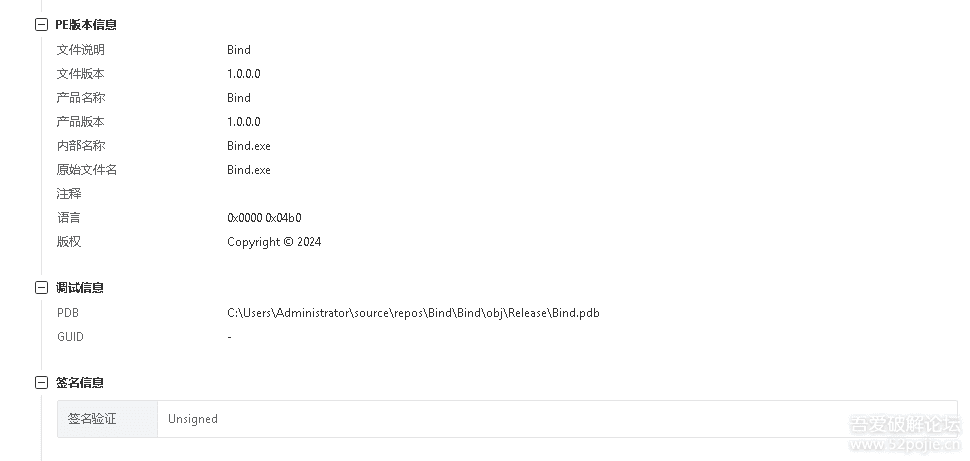 PE版本信息
文件说明 Bind
文件版本 1.0.0.0
产品名称 Bind
产品版本 1.0.0.0
内部名称 Bind.exe
原始文件名 Bind.exe
注释
语言 0x0000 0x04b0
版权 Copyright © 2024
调试信息
PDB C:\Users\Administrator\source\repos\Bind\Bind\obj\Release\Bind.pdb
GUID -
签名信息
签名验证 Unsigned
吾爱破解论坛
www.52pojie.cn